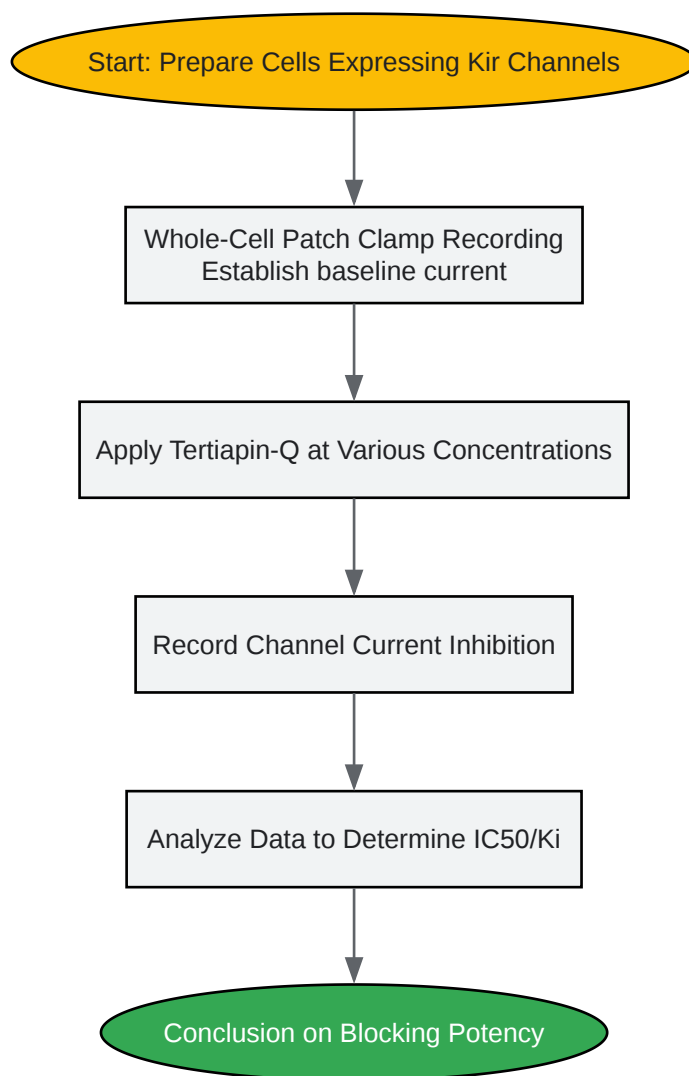 Start: Prepare Cells Expressing Kir Channels
Whole-Cell Patch Clamp Recording
Establish baseline current
Apply Tertiapin-Q at Various Concentrations
Record Channel Current Inhibition
Analyze Data to Determine IC50/Ki
Conclusion on Blocking Potency